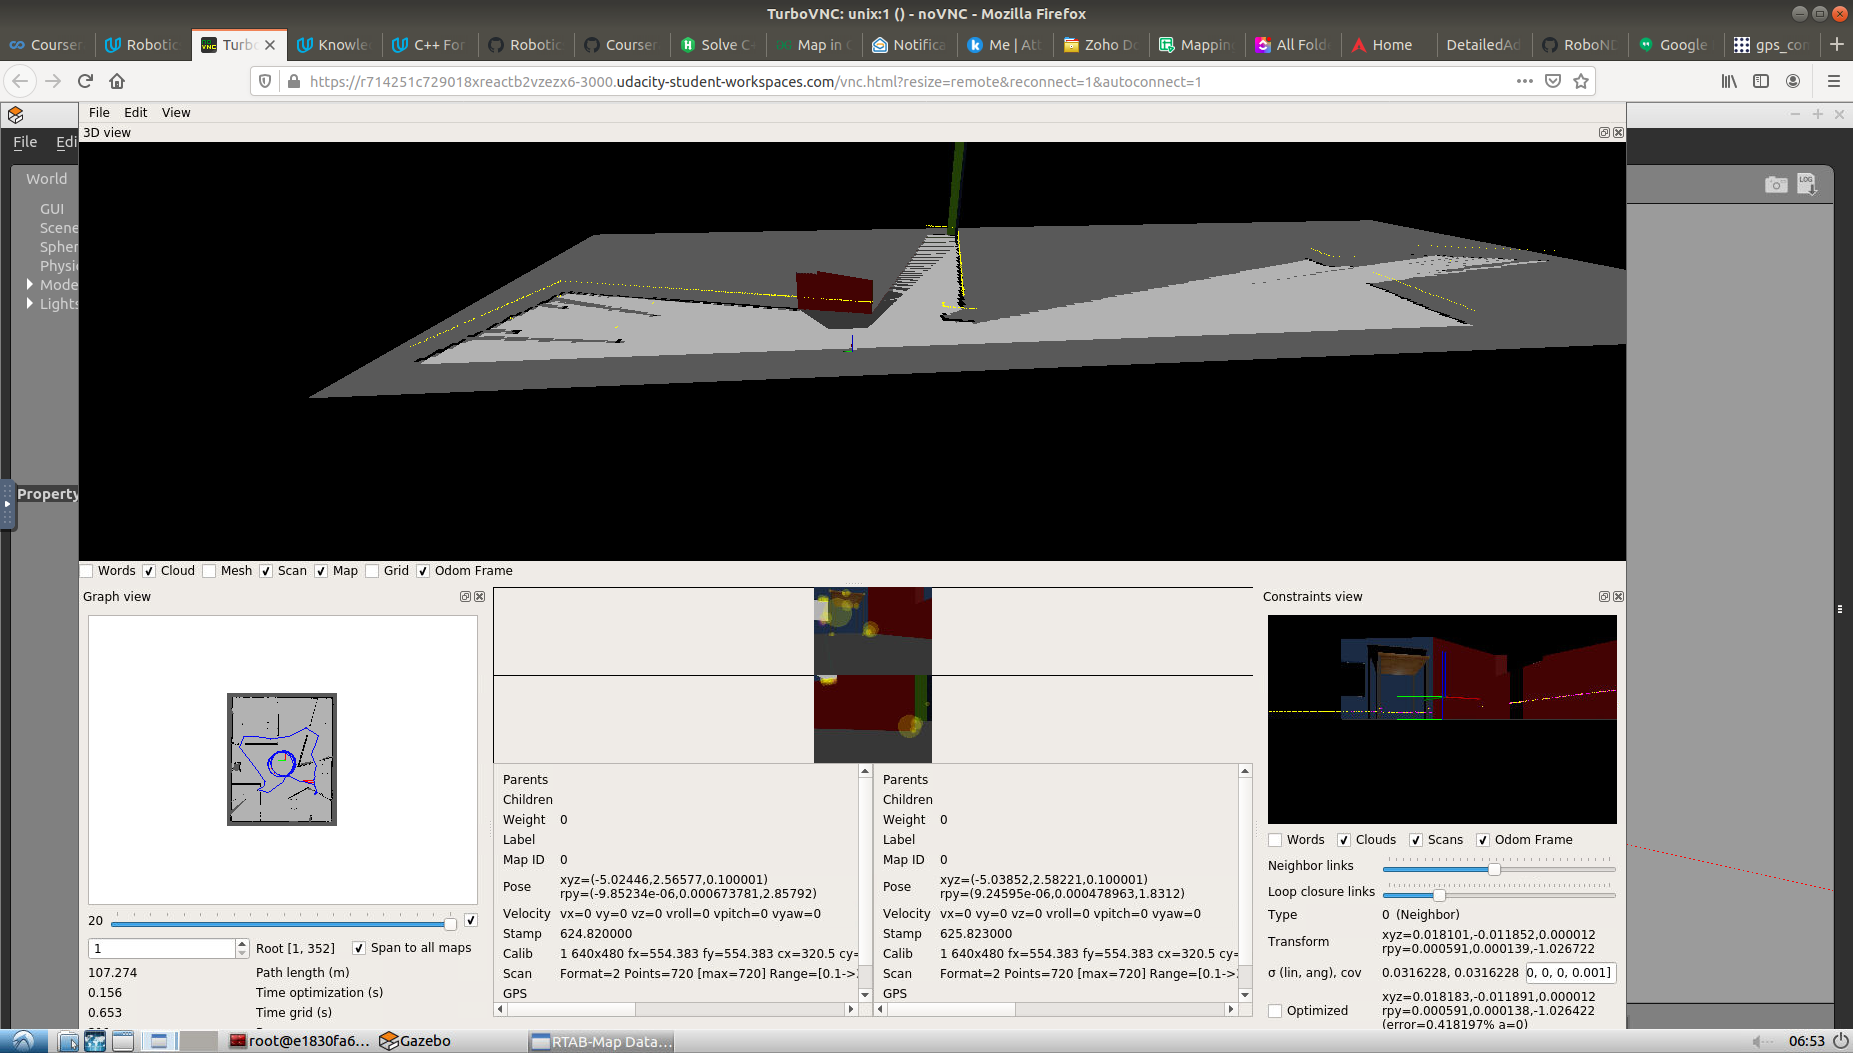 TurboVNC: unix:1 () - noVNC - Mozilla Firefox
Courser
Robotic
Turbo
Knowle
C++ For
Robotic
Courser
Solve C
Map in
Notifica
Me | Att
Zoho Do
Mapping
All Fold
Home
DetailedAd
RoboND
Google
gps_con
https://r714251c729018xreactb2vzezx6-3000.udacity-student-workspaces.com/vnc.html?resize=remote&reconnect=1&autoconnect=1
File Edit View
3D view
File Edi
World
GUI
Scene
Spher
Physi
Mode
Lights
Property
LOG
Words Cloud Mesh Scan Map Grid Odom Frame
Graph view
20
1 Root [1, 352] Span to all maps
107.274 Path length (m)
0.156 Time optimization (s)
0.653 Time grid (s)
Parents
Children
Weight 0
Label
Map ID 0
Pose xyz=(-5.02446,2.56577,0.100001)
rpy=(-9.85234e-06,0.000673781,2.85792)
Velocity vx=0 vy=0 vz=0 vroll=0 vpitch=0 vyaw=0
Stamp 624.820000
Calib 1 640x480 fx=554.383 fy=554.383 cx=320.5 cy=
Scan Format=2 Points=720 [max=720] Range=[0.1->
GPS
Parents
Children
Weight 0
Label
Map ID 0
Pose xyz=(-5.03852,2.58221,0.100001)
rpy=(9.24595e-06,0.000478963,1.8312)
Velocity vx=0 vy=0 vz=0 vroll=0 vpitch=0 vyaw=0
Stamp 625.823000
Calib 1 640x480 fx=554.383 fy=554.383 cx=320.5 cy=
Scan Format=2 Points=720 [max=720] Range=[0.1->
GPS
Constraints view
Words Clouds Scans Odom Frame
Neighbor links
Loop closure links
Type 0 (Neighbor)
Transform xyz=0.018101,-0.011852,0.000012
rpy=0.000591,0.000139,-1.026722
σ (lin, ang), cov 0.0316228, 0.0316228 0, 0, 0, 0.001]
Optimized xyz=0.018183,-0.011891,0.000012
rpy=0.000591,0.000138,-1.026422
(error=0.418197% a=0)
root@e1830fa6...
Gazebo
RTAB-Map Data...
06:53